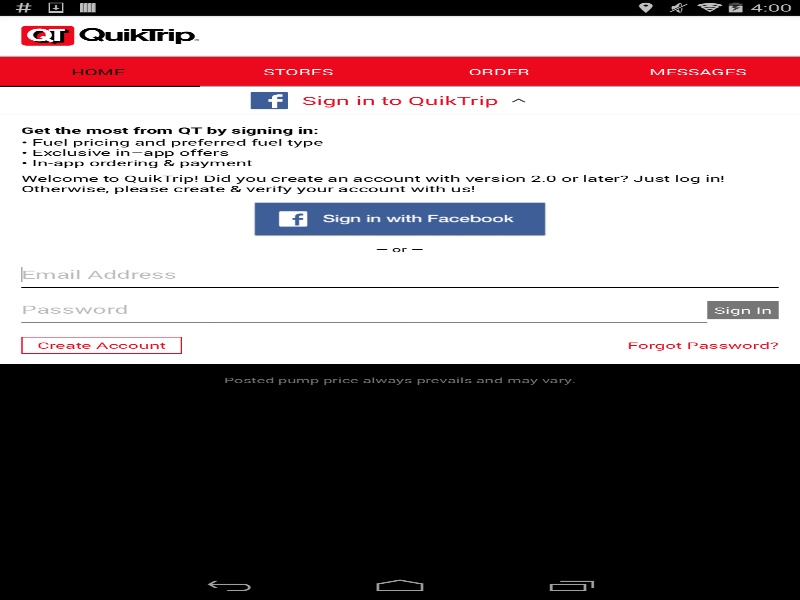 4:00
QT QuikTrip
HOME STORES ORDER MESSAGES
f Sign in to QuikTrip
Get the most from QT by signing in:
• Fuel pricing and preferred fuel type
• Exclusive in-app offers
• In-app ordering & payment
Welcome to QuikTrip! Did you create an account with version 2.0 or later? Just log in!
Otherwise, please create & verify your account with us!
f Sign in with Facebook
— or —
Email Address
Password
Sign In
Create Account Forgot Password?
Posted pump price always prevails and may vary.